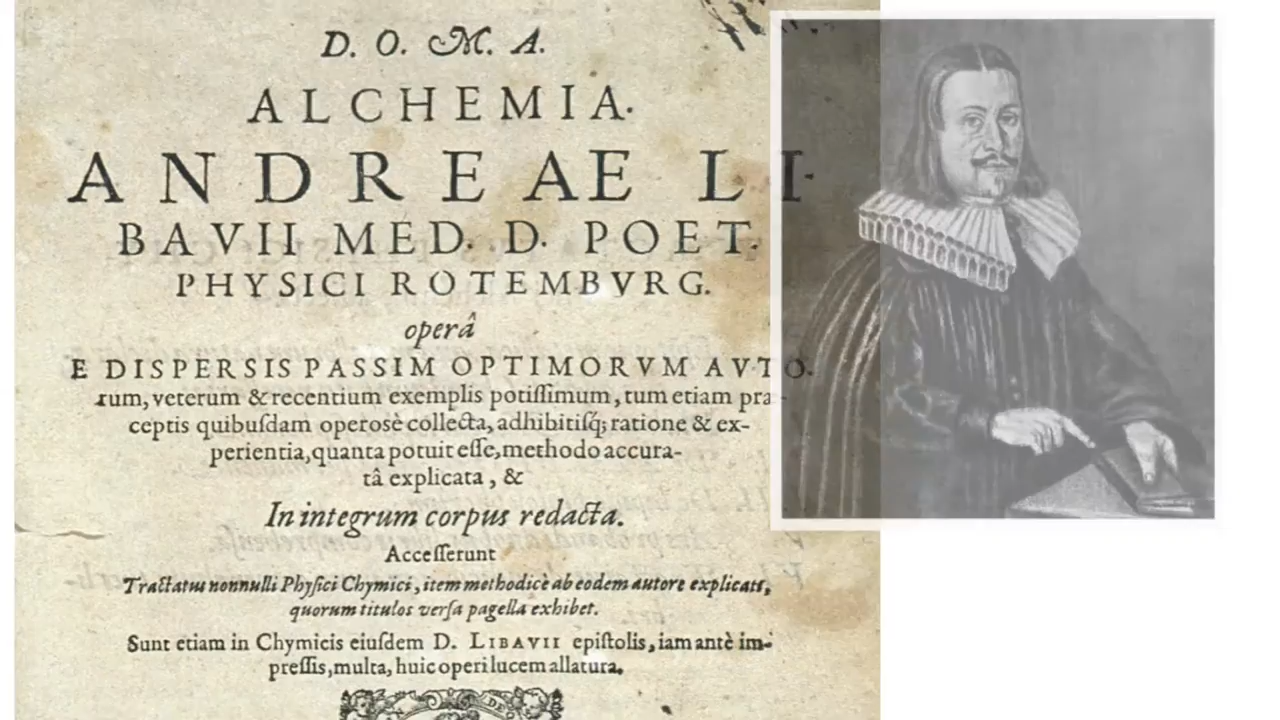 D. O. M. A.
ALCHEMIA.
ANDREAE LI-
BAVII MED. D. POET.
PHYSICI ROTEMBVRG.
operâ
E DISPERSIS PASSIM OPTIMORVM AVTO-
rum, veterum & recentium exemplis potiſſimum, tum etiam præ-
ceptis quibuſdam operosè collecta, adhibitiſq́; ratione & ex-
perientia, quanta potuit eſſe, methodo accura-
tâ explicata, &
In integrum corpus redacta.
Acceſſerunt
Tractatus nonnulli Phyſici Chymici, item methodicè ab eodem autore explicati,
quorum titulos verſa pagella exhibet.
Sunt etiam in Chymicis eiuſdem D. LIBAVII epiſtolis, iam antè im-
preſſis, multa, huic operi lucem allatura.